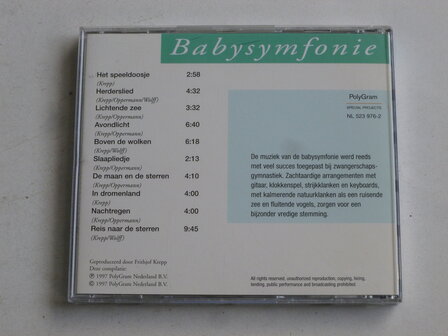 Babysymfonie
Het speeldoosje 2:58
(Krepp)
Herderslied 4:32
(Krepp/Oppermann/Wolff)
Lichtende zee 3:32
(Krepp/Oppermann)
Avondlicht 6:40
(Krepp/Oppermann)
Boven de wolken 6:18
(Krepp/Wolff)
Slaapliedje 2:13
(Krepp/Oppermann)
De maan en de sterren 4:10
(Krepp/Oppermann)
In dromenland 4:00
(Krepp)
Nachtregen 4:00
(Krepp/Oppermann)
Reis naar de sterren 9:45
(Krepp/Wolff)
Geproduceerd door Frithjof Krepp
Deze compilatie:
℗ 1997 PolyGram Nederland B.V.
© 1997 PolyGram Nederland B.V.
PolyGram
SPECIAL PROJECTS
NL 523 976-2
De muziek van de babysymfonie werd reeds
met veel succes toegepast bij zwangerschaps-
gymnastiek. Zachtaardige arrangementen met
gitaar, klokkenspel, strijkklanken en keyboards,
met kalmerende natuurklanken als een ruisende
zee en fluitende vogels, zorgen voor een
bijzonder vredige stemming.
All rights reserved, unauthorized reproduction, copying, hiring,
lending, public performance and broadcasting prohibited.